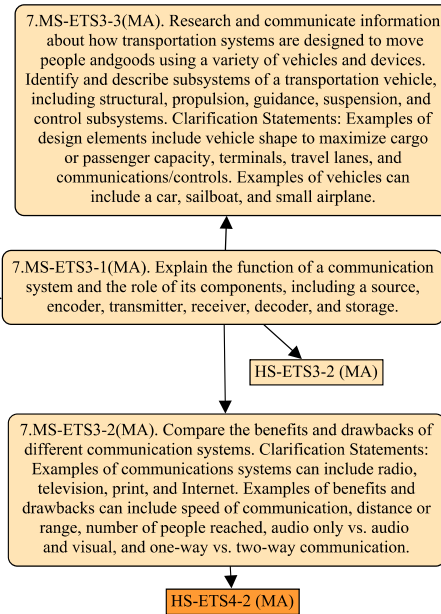 7.MS-ETS3-3(MA). Research and communicate information
about how transportation systems are designed to move
people andgoods using a variety of vehicles and devices.
Identify and describe subsystems of a transportation vehicle,
including structural, propulsion, guidance, suspension, and
control subsystems. Clarification Statements: Examples of
design elements include vehicle shape to maximize cargo
or passenger capacity, terminals, travel lanes, and
communications/controls. Examples of vehicles can
include a car, sailboat, and small airplane.
7.MS-ETS3-1(MA). Explain the function of a communication
system and the role of its components, including a source,
encoder, transmitter, receiver, decoder, and storage.
HS-ETS3-2 (MA)
7.MS-ETS3-2(MA). Compare the benefits and drawbacks of
different communication systems. Clarification Statements:
Examples of communications systems can include radio,
television, print, and Internet. Examples of benefits and
drawbacks can include speed of communication, distance or
range, number of people reached, audio only vs. audio
and visual, and one-way vs. two-way communication.
HS-ETS4-2 (MA)